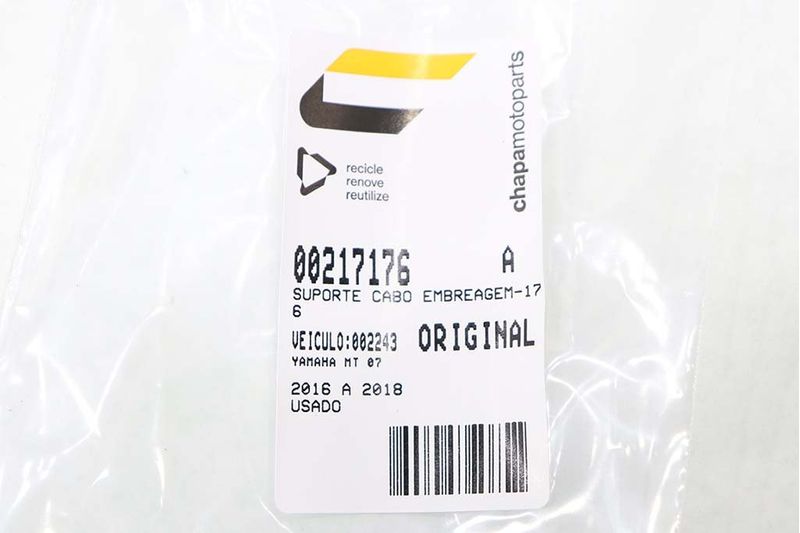 chapamotoparts
recicle
renove
reutilize
00217176 A
SUPORTE CABO EMBREAGEM-17
6
VEICULO:002243 ORIGINAL
YAMAHA MT 07
2016 A 2018
USADO